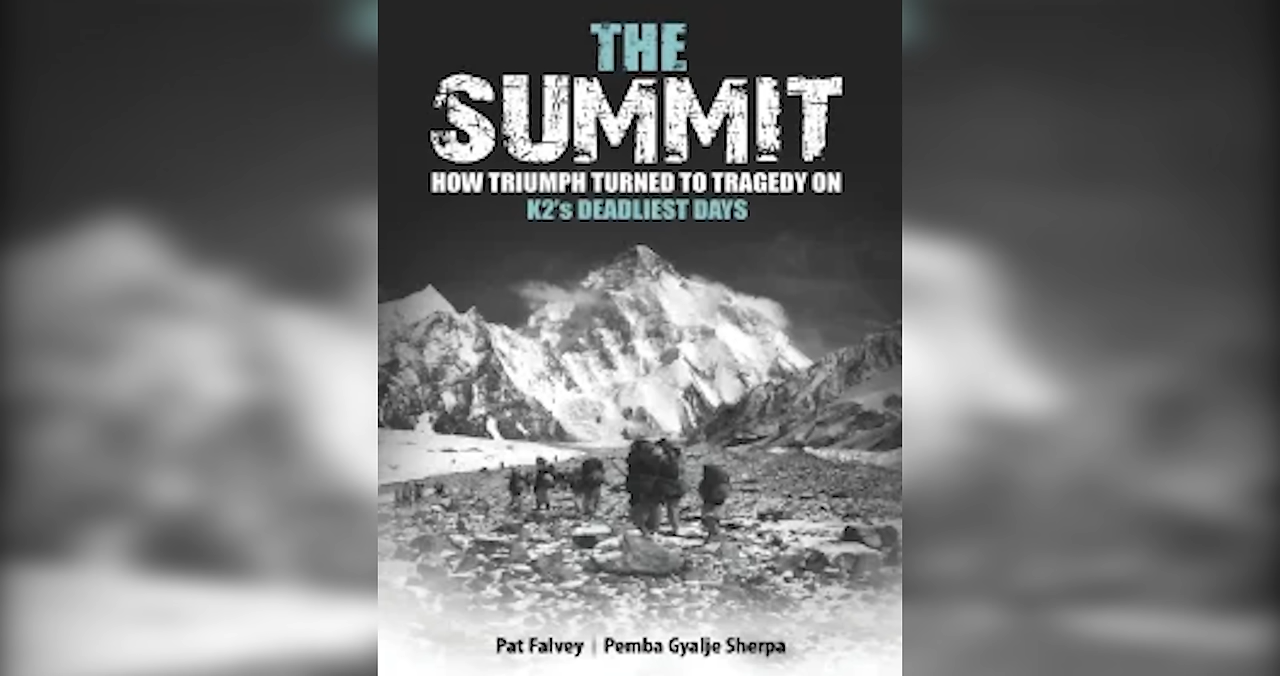 THE
SUMMIT
HOW TRIUMPH TURNED TO TRAGEDY ON
K2's DEADLIEST DAYS
Pat Falvey | Pemba Gyalje Sherpa